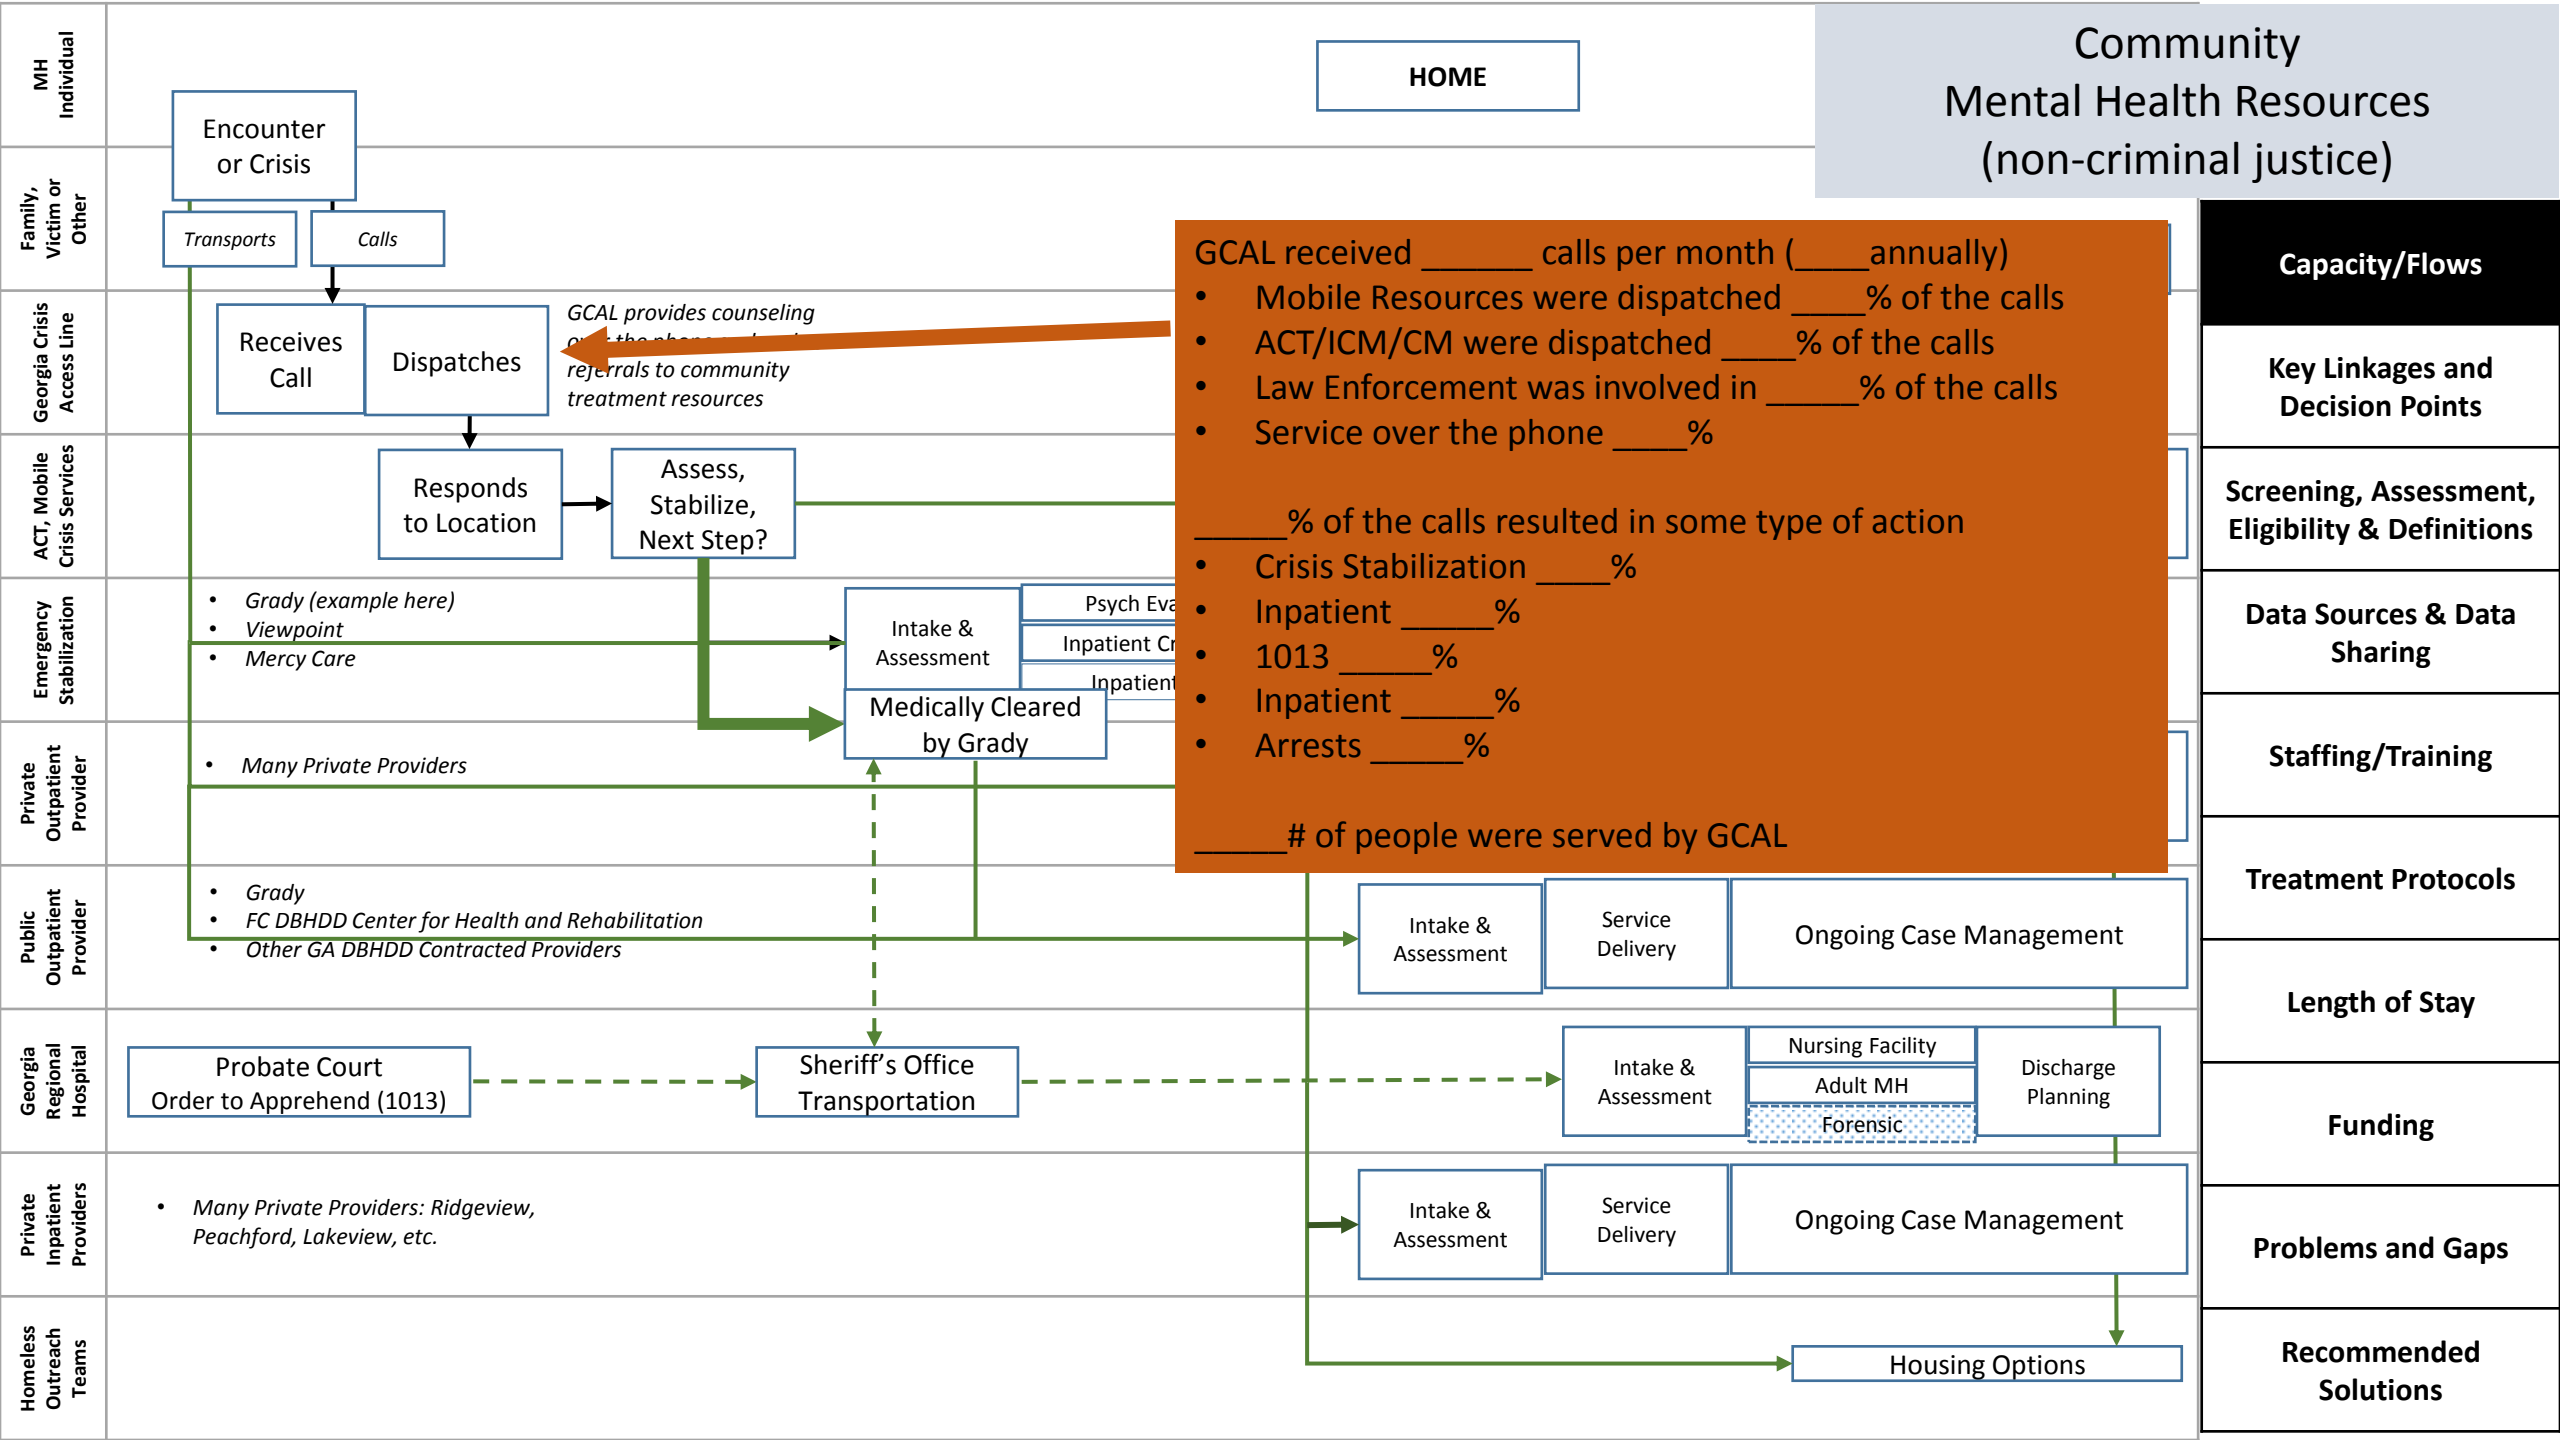 MH
Individual
HOME
Community
Mental Health Resources
(non-criminal justice)
Encounter
or Crisis
Family,
Victim or
Other
Transports
Calls
Georgia Crisis
Access Line
Receives
Call
Dispatches
GCAL provides counseling
over the phone
referrals to community
treatment resources
GCAL received ______ calls per month (____annually)
• Mobile Resources were dispatched ____% of the calls
• ACT/ICM/CM were dispatched ____% of the calls
• Law Enforcement was involved in _____% of the calls
• Service over the phone ____%
_____% of the calls resulted in some type of action
• Crisis Stabilization ____%
• Inpatient _____%
• 1013 _____%
• Inpatient _____%
• Arrests _____%
_____# of people were served by GCAL
ACT, Mobile
Crisis Services
Responds
to Location
Assess,
Stabilize,
Next Step?
Emergency
Stabilization
• Grady (example here)
• Viewpoint
• Mercy Care
Intake &
Assessment
Psych
Inpatient
Inpatient
Medically Cleared
by Grady
Private
Outpatient
Provider
• Many Private Providers
Public
Outpatient
Provider
• Grady
• FC DBHDD Center for Health and Rehabilitation
• Other GA DBHDD Contracted Providers
Intake &
Assessment
Service
Delivery
Ongoing Case Management
Georgia
Regional
Hospital
Probate Court
Order to Apprehend (1013)
Sheriff’s Office
Transportation
Intake &
Assessment
Nursing Facility
Adult MH
Forensic
Discharge
Planning
Private
Inpatient
Providers
• Many Private Providers: Ridgeview,
Peachford, Lakeview, etc.
Intake &
Assessment
Service
Delivery
Ongoing Case Management
Homeless
Outreach
Teams
Housing Options
Capacity/Flows
Key Linkages and
Decision Points
Screening, Assessment,
Eligibility & Definitions
Data Sources & Data
Sharing
Staffing/Training
Treatment Protocols
Length of Stay
Funding
Problems and Gaps
Recommended
Solutions